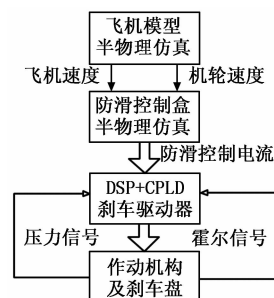 飞机模型
半物理仿真
飞机速度
机轮速度
防滑控制盒
半物理仿真
防滑控制电流
DSP+CPLD
刹车驱动器
压力信号
霍尔信号
作动机构
及刹车盘